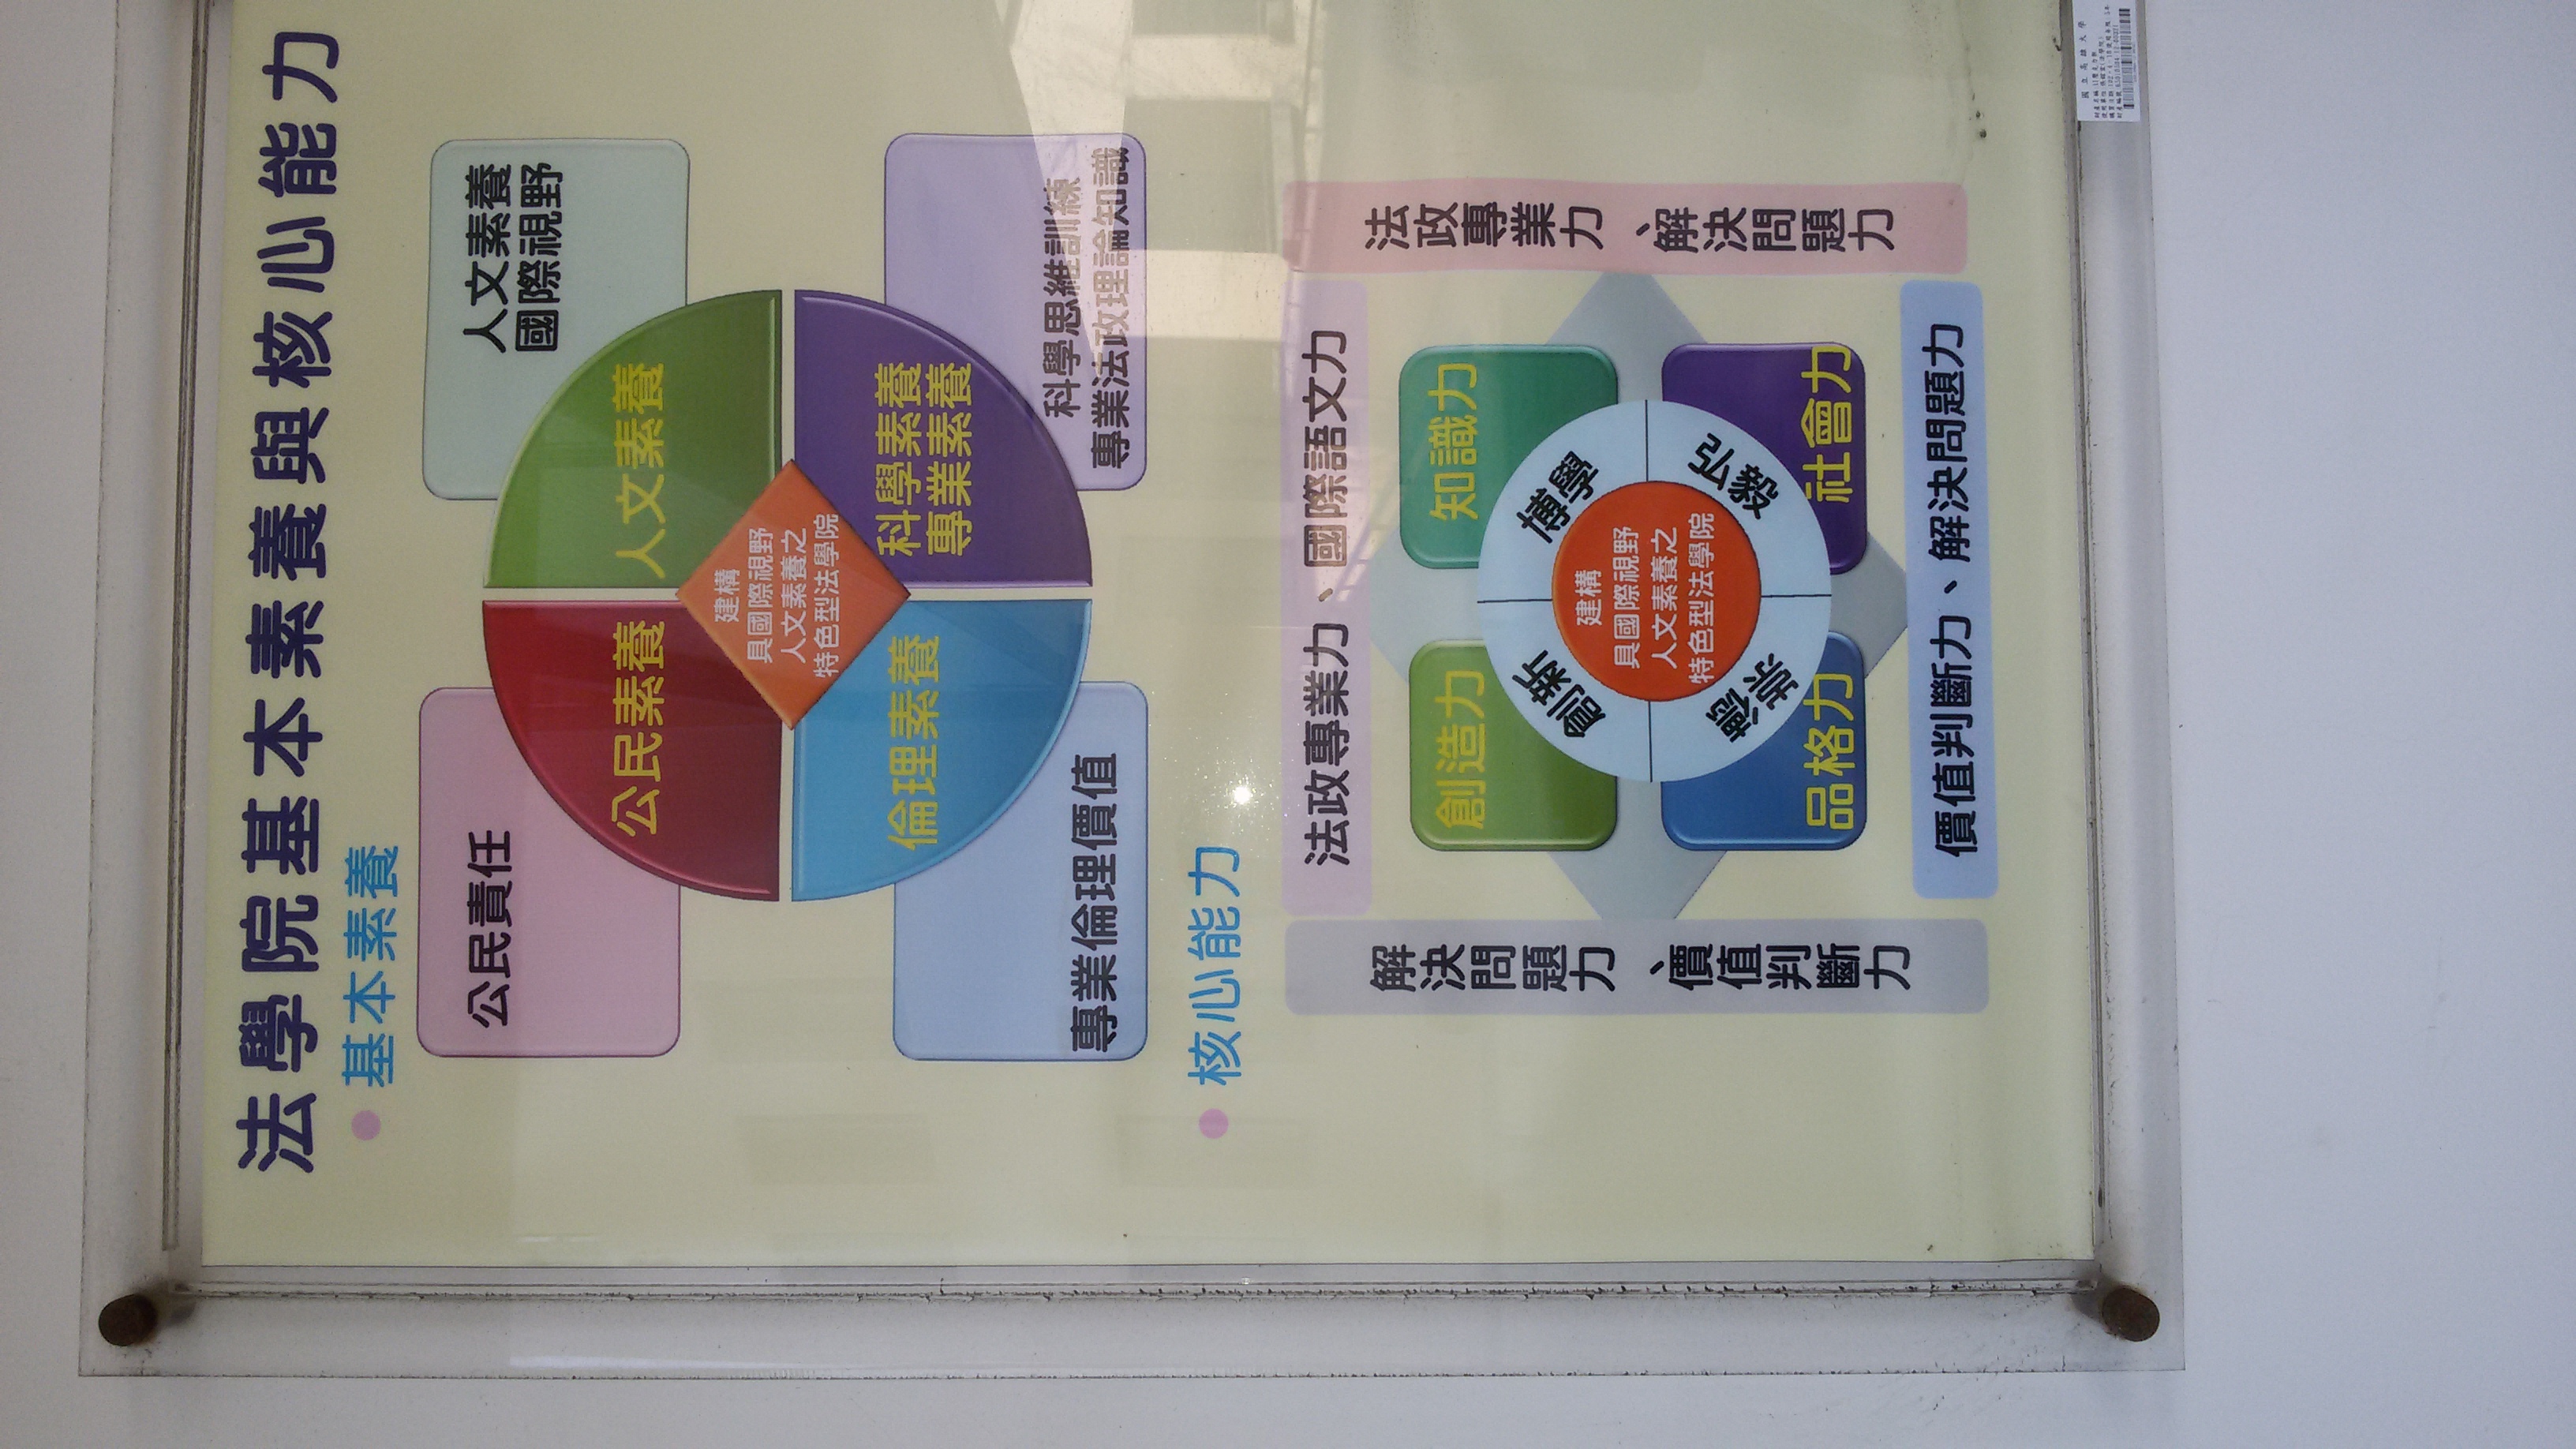 法學院基本素養與核心能力
基本素養
公民責任
人文素養
國際視野
公民素養
人文素養
建構
具國際視野
人文素養之
特色型法學院
倫理素養
科學素養
專業素養
專業倫理價值
科學思維訓練
專業法政理論知識
核心能力
法政專業力、國際語文力
解決問題力、價值判斷力
法政專業力、解決問題力
創造力
知識力
創新
博學
建構
具國際視野
人文素養之
特色型法學院
崇德
弘毅
品格力
社會力
價值判斷力、解決問題力
國立高雄大學